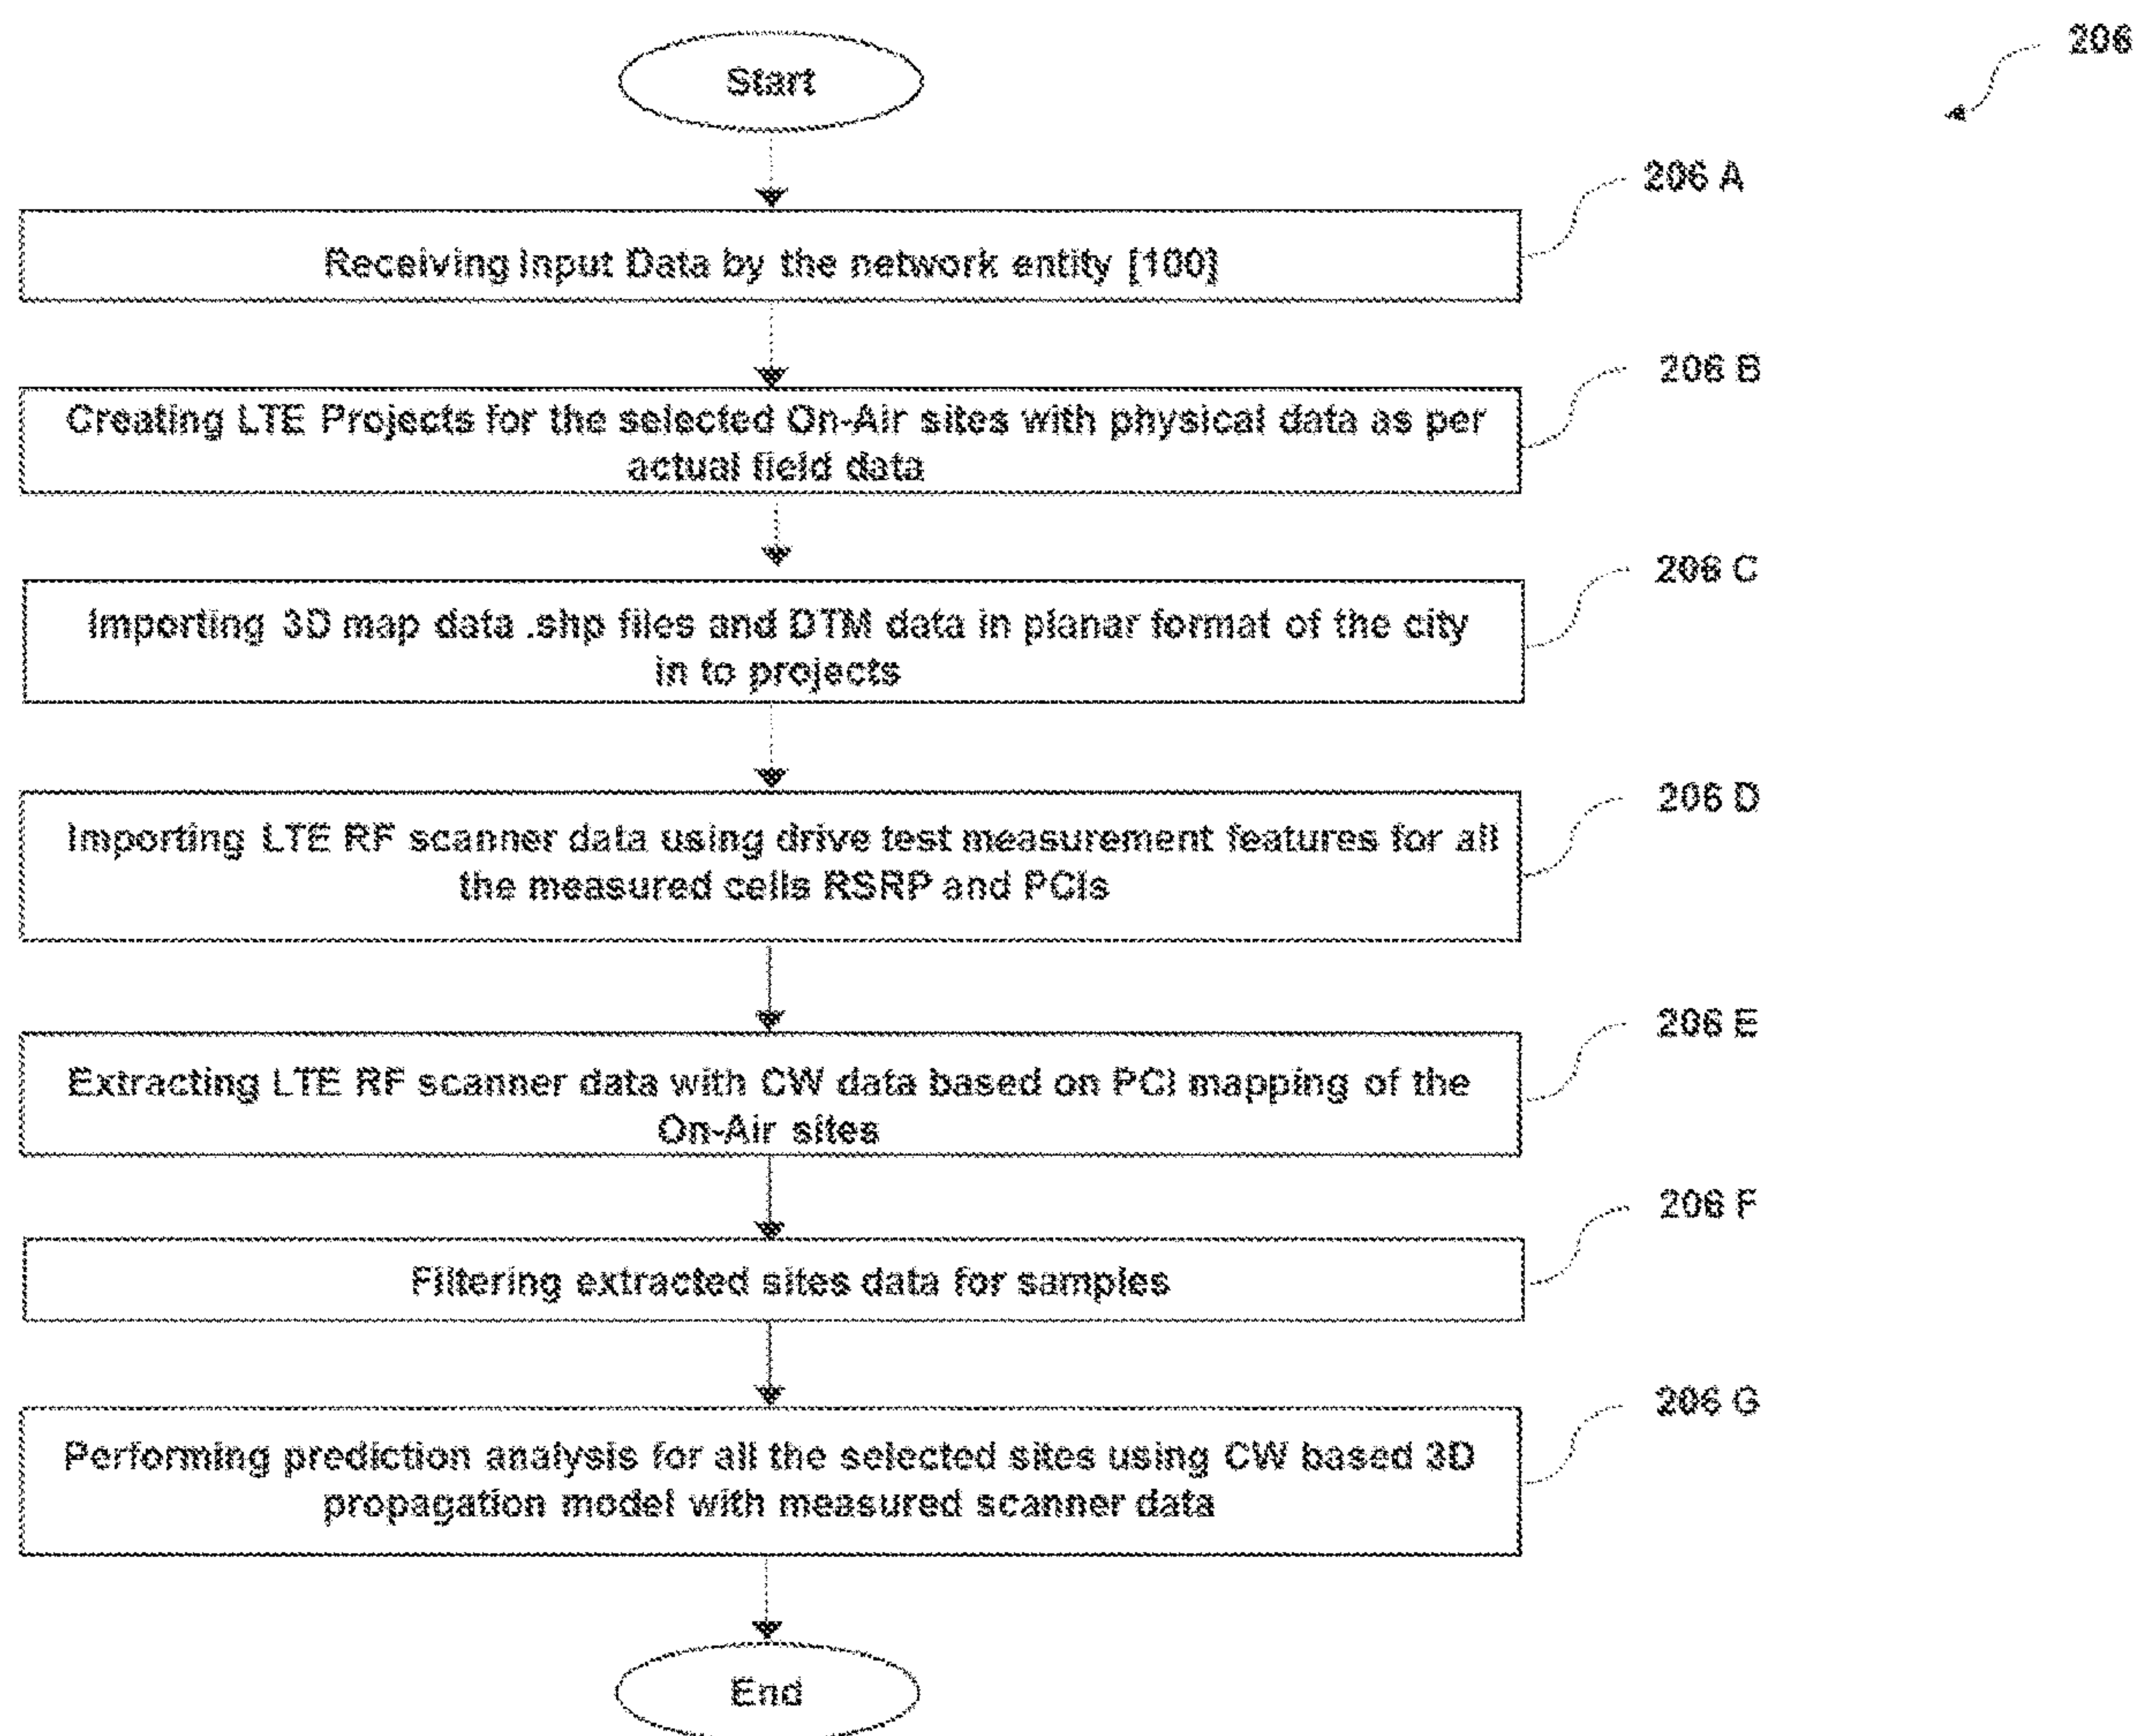 206
Start
206 A
Receiving Input Data by the network entity [100]
206 B
Creating LTE Projects for the selected On-Air sites with physical data as per
actual field data
206 C
Importing 3D map data .shp files and DTM data in planar format of the city
in to projects
206 D
Importing LTE RF scanner data using drive test measurement features for all
the measured cells RSRP and PCIs
206 E
Extracting LTE RF scanner data with CW data based on PCI mapping of the
On-Air sites
206 F
Filtering extracted sites data for samples
206 G
Performing prediction analysis for all the selected sites using CW based 3D
propagation model with measured scanner data
End